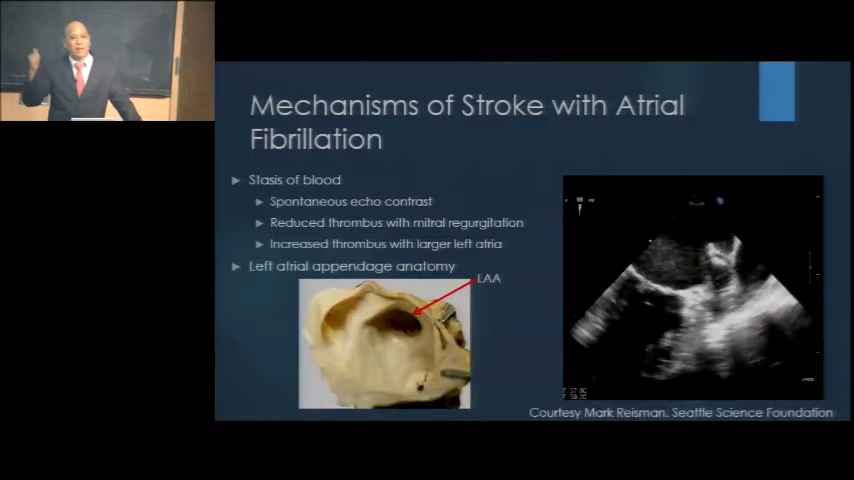 Mechanisms of Stroke with Atrial
Fibrillation
Stasis of blood
Spontaneous echo contrast
Reduced thrombus with mitral regurgitation
Increased thrombus with larger left atria
Left atrial appendage anatomy
LAA
Courtesy Mark Reisman. Seattle Science Foundation